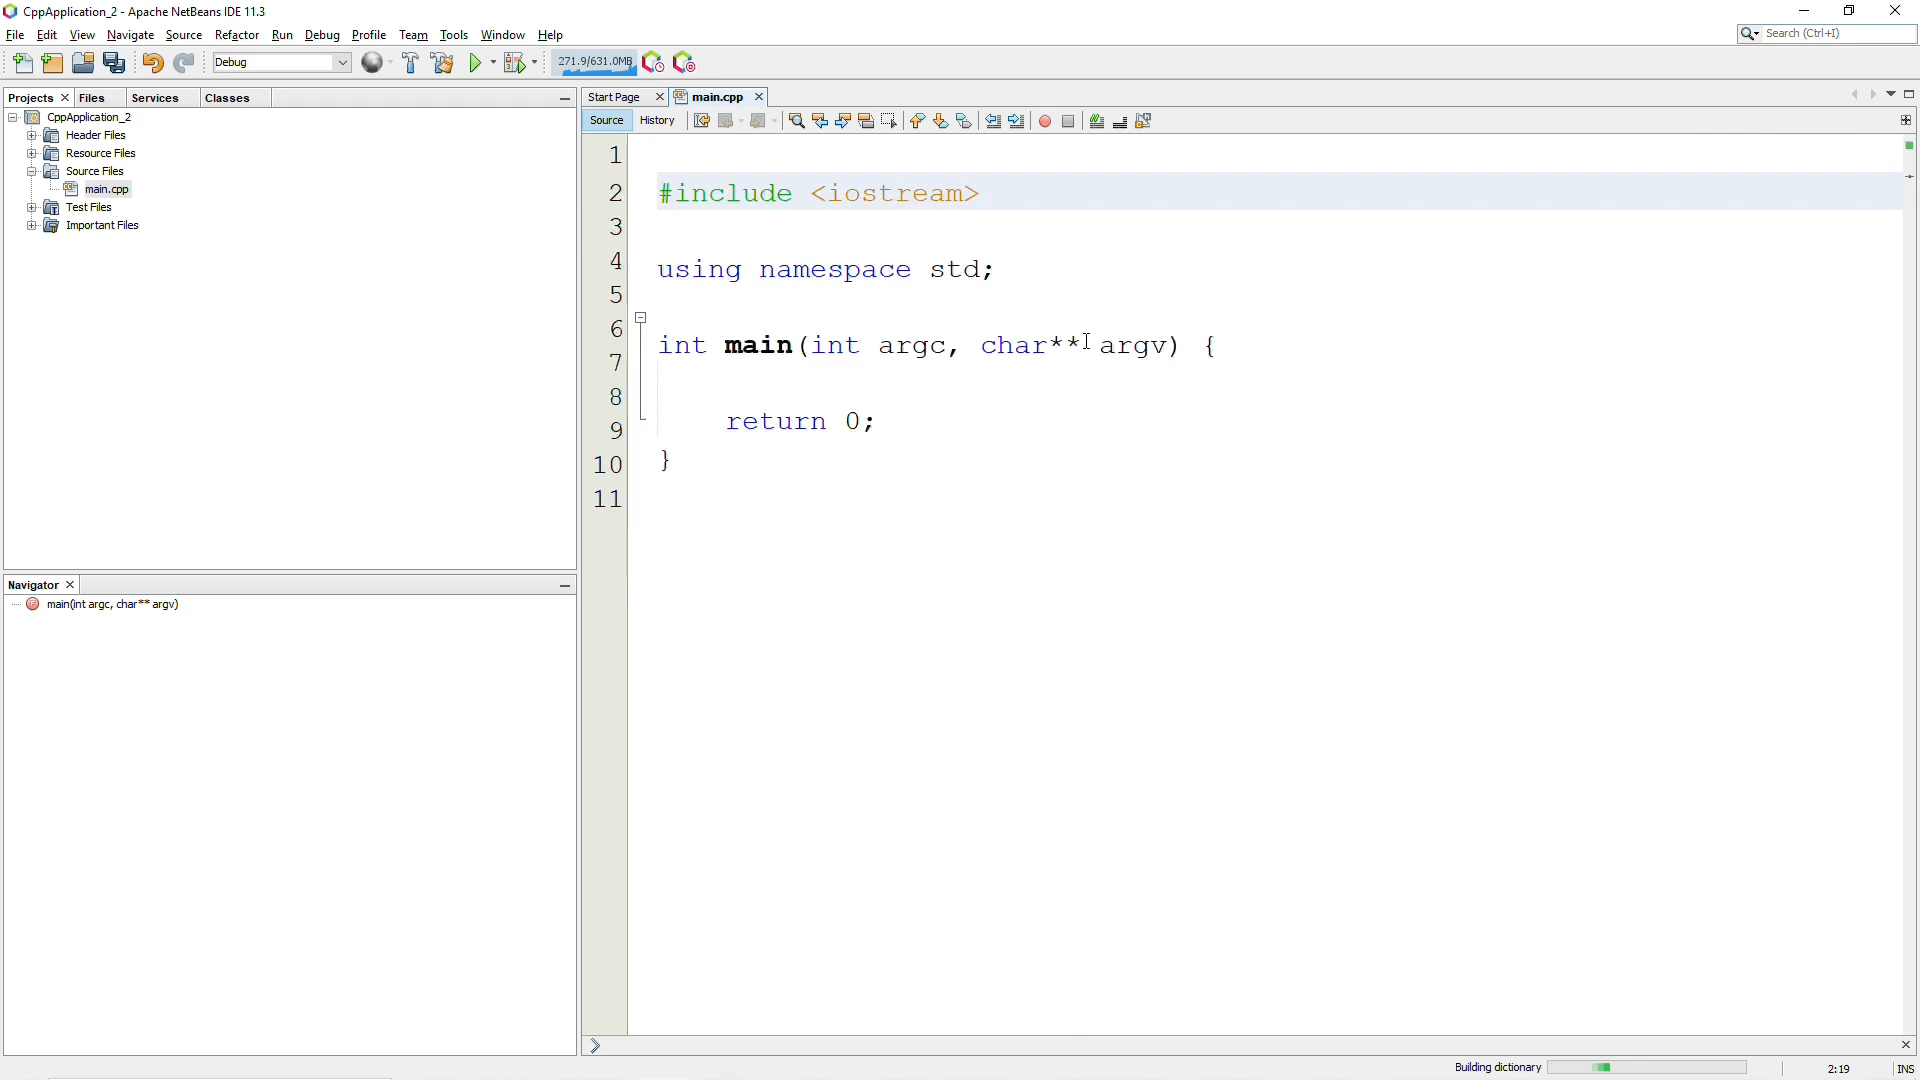 CppApplication_2 - Apache NetBeans IDE 11.3
File Edit View Navigate Source Refactor Run Debug Profile Team Tools Window Help
Search (Ctrl+I)
Debug
271.9/631.0MB
Projects Files Services Classes
CppApplication_2
Header Files
Resource Files
Source Files
main.cpp
Test Files
Important Files
Navigator
main(int argc, char** argv)
Start Page main.cpp
Source History
1
2 #include <iostream>
3
4 using namespace std;
5
6 int main(int argc, char** argv) {
7
8 return 0;
9 }
10
11
Building dictionary
2:19
INS